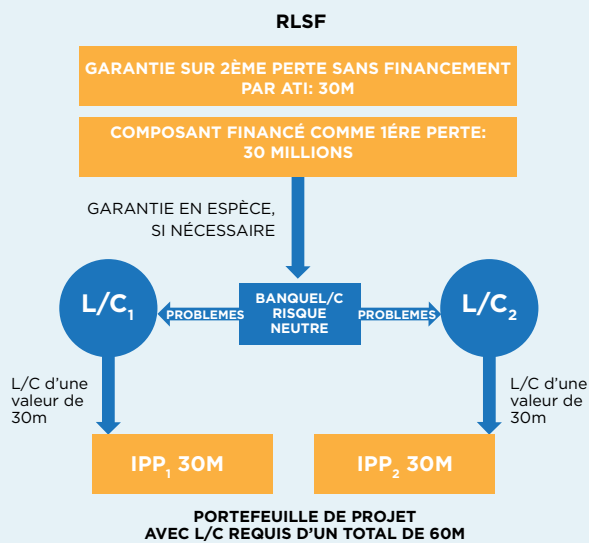 RLSF
GARANTIE SUR 2ÈME PERTE SANS FINANCEMENT
PAR ATI: 30M
COMPOSANT FINANCÉ COMME 1ÉRE PERTE:
30 MILLIONS
GARANTIE EN ESPÈCE,
SI NÉCESSAIRE
L/C₁
PROBLEMES
BANQUEL/C
RISQUE
NEUTRE
PROBLEMES
L/C₂
L/C d'une
valeur de
30m
L/C d'une
valeur de
30m
IPP₁ 30M
IPP₂ 30M
PORTEFEUILLE DE PROJET
AVEC L/C REQUIS D'UN TOTAL DE 60M